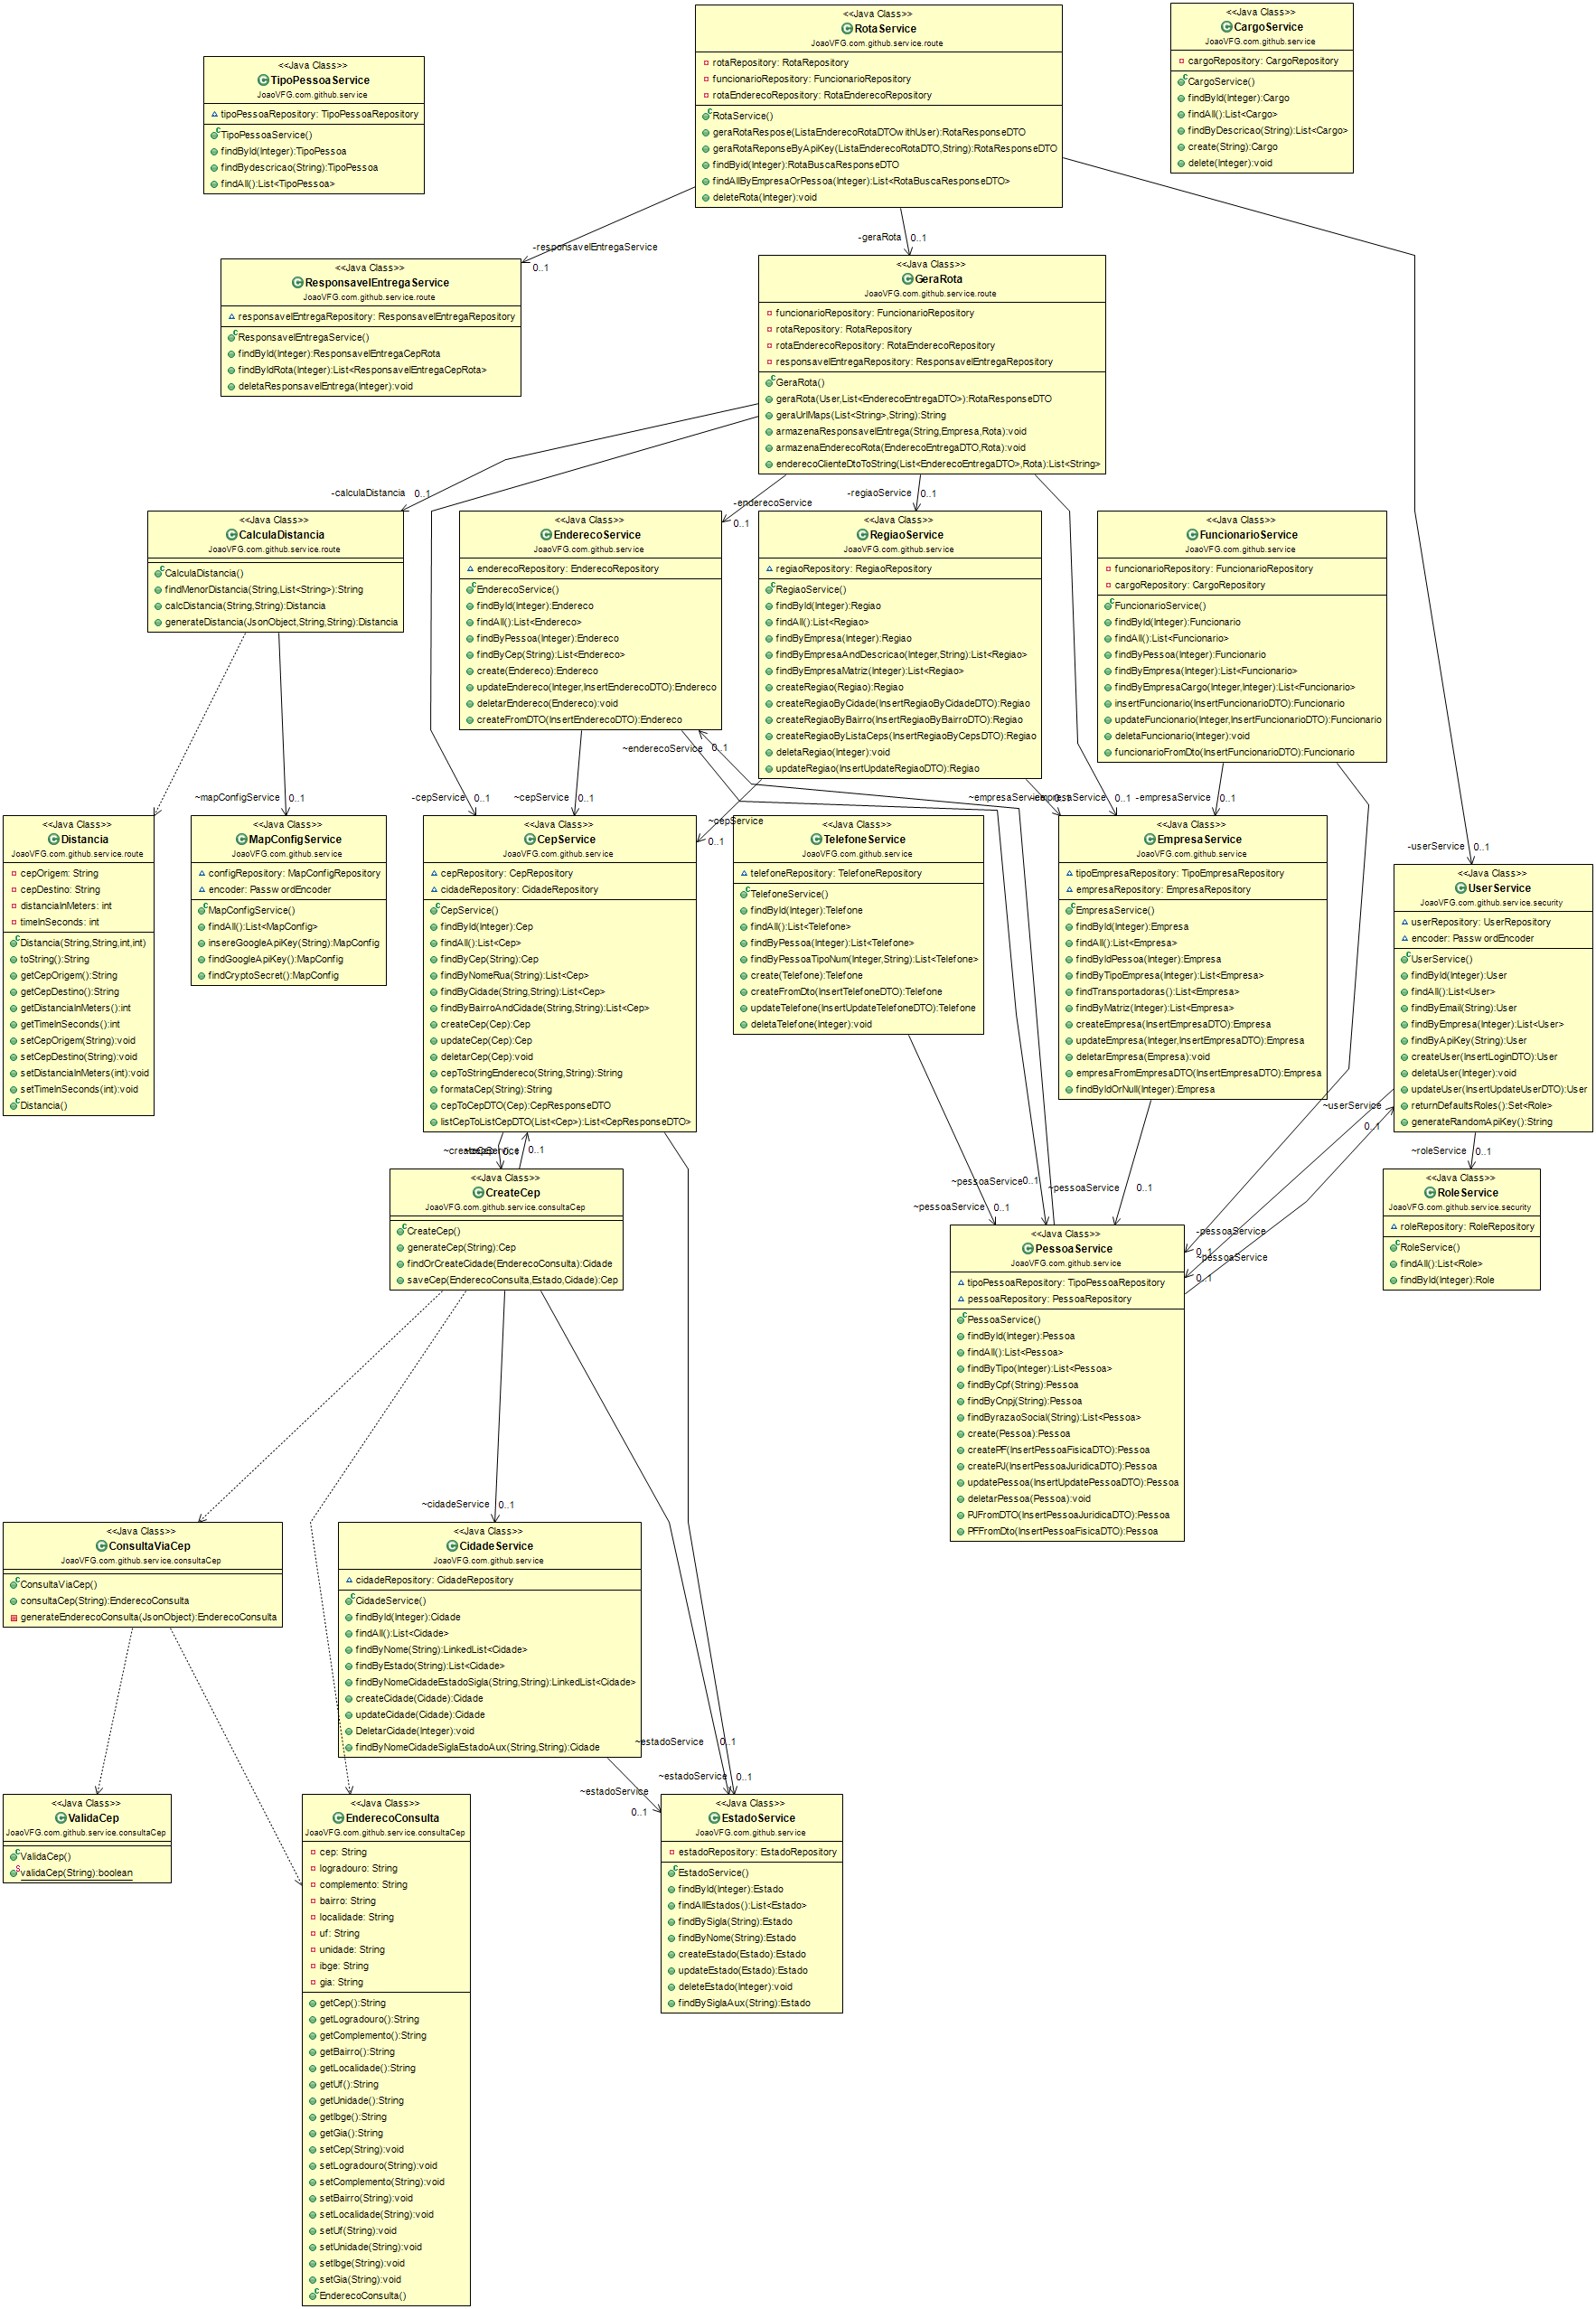 <<Java Class>>
TipoPessoaService
JoaoVFG.com.github.service
tipoPessoaRepository: TipoPessoaRepository
TipoPessoaService()
findById(Integer):TipoPessoa
findBydescricao(String):TipoPessoa
findAll():List<TipoPessoa>
<<Java Class>>
RotaService
JoaoVFG.com.github.service.route
rotaRepository: RotaRepository
funcionarioRepository: FuncionarioRepository
rotaEnderecoRepository: RotaEnderecoRepository
RotaService()
geraRotaRespose(ListaEnderecoRotaDTOwithUser):RotaResponseDTO
geraRotaReponseByApiKey(ListaEnderecoRotaDTO,String):RotaResponseDTO
findByid(Integer):RotaBuscaResponseDTO
findAllByEmpresaOrPessoa(Integer):List<RotaBuscaResponseDTO>
deleteRota(Integer):void
<<Java Class>>
CargoService
JoaoVFG.com.github.service
cargoRepository: CargoRepository
CargoService()
findById(Integer):Cargo
findAll():List<Cargo>
findByDescricao(String):List<Cargo>
create(String):Cargo
delete(Integer):void
-responsavelEntregaService
0..1
-geraRota
0..1
<<Java Class>>
ResponsavelEntregaService
JoaoVFG.com.github.service.route
responsavelEntregaRepository: ResponsavelEntregaRepository
ResponsavelEntregaService()
findById(Integer):ResponsavelEntregaCepRota
findByIdRota(Integer):List<ResponsavelEntregaCepRota>
deletaResponsavelEntrega(Integer):void
<<Java Class>>
GeraRota
JoaoVFG.com.github.service.route
funcionarioRepository: FuncionarioRepository
rotaRepository: RotaRepository
rotaEnderecoRepository: RotaEnderecoRepository
responsavelEntregaRepository: ResponsavelEntregaRepository
GeraRota()
geraRota(User,List<EnderecoEntregaDTO>):RotaResponseDTO
geraUrlMaps(List<String>,String):String
armazenaResponsavelEntrega(String,Empresa,Rota):void
armazenaEnderecoRota(EnderecoEntregaDTO,Rota):void
enderecoClienteDtoToString(List<EnderecoEntregaDTO>,Rota):List<String>
-calculaDistancia
0..1
-enderecoService
0..1
-regiaoService
0..1
<<Java Class>>
CalculaDistancia
JoaoVFG.com.github.service.route
CalculaDistancia()
findMenorDistancia(String,List<String>):String
calcDistancia(String,String):Distancia
generateDistancia(JsonObject,String,String):Distancia
<<Java Class>>
EnderecoService
JoaoVFG.com.github.service
enderecoRepository: EnderecoRepository
EnderecoService()
findById(Integer):Endereco
findAll():List<Endereco>
findByPessoa(Integer):Endereco
findByCep(String):List<Endereco>
create(Endereco):Endereco
updateEndereco(Integer,InsertEnderecoDTO):Endereco
deletarEndereco(Endereco):void
createFromDTO(InsertEnderecoDTO):Endereco
<<Java Class>>
RegiaoService
JoaoVFG.com.github.service
regiaoRepository: RegiaoRepository
RegiaoService()
findById(Integer):Regiao
findAll():List<Regiao>
findByEmpresa(Integer):Regiao
findByEmpresaAndDescricao(Integer,String):List<Regiao>
findByEmpresaMatriz(Integer):List<Regiao>
createRegiao(Regiao):Regiao
createRegiaoByCidade(InsertRegiaoByCidadeDTO):Regiao
createRegiaoByBairro(InsertRegiaoByBairroDTO):Regiao
createRegiaoByListaCeps(InsertRegiaoByCepsDTO):Regiao
deletaRegiao(Integer):void
updateRegiao(InsertUpdateRegiaoDTO):Regiao
<<Java Class>>
FuncionarioService
JoaoVFG.com.github.service
funcionarioRepository: FuncionarioRepository
cargoRepository: CargoRepository
FuncionarioService()
findById(Integer):Funcionario
findAll():List<Funcionario>
findByPessoa(Integer):Funcionario
findByEmpresa(Integer):List<Funcionario>
findByEmpresaCargo(Integer,Integer):List<Funcionario>
insertFuncionario(InsertFuncionarioDTO):Funcionario
updateFuncionario(Integer,InsertFuncionarioDTO):Funcionario
deletaFuncionario(Integer):void
funcionarioFromDto(InsertFuncionarioDTO):Funcionario
~enderecoService
0..1
~mapConfigService
0..1
-cepService
0..1
~cepService
0..1
~cepService
0..1
~empresaService
-empresaService
0..1
-empresaService
0..1
-userService
0..1
<<Java Class>>
Distancia
JoaoVFG.com.github.service.route
cepOrigem: String
cepDestino: String
distanciaInMeters: int
timeInSeconds: int
Distancia(String,String,int,int)
toString():String
getCepOrigem():String
getCepDestino():String
getDistanciaInMeters():int
getTimeInSeconds():int
setCepOrigem(String):void
setCepDestino(String):void
setDistanciaInMeters(int):void
setTimeInSeconds(int):void
Distancia()
<<Java Class>>
MapConfigService
JoaoVFG.com.github.service
configRepository: MapConfigRepository
encoder: PasswordEncoder
MapConfigService()
findAll():List<MapConfig>
insereGoogleApiKey(String):MapConfig
findGoogleApiKey():MapConfig
findCryptoSecret():MapConfig
<<Java Class>>
CepService
JoaoVFG.com.github.service
cepRepository: CepRepository
cidadeRepository: CidadeRepository
CepService()
findById(Integer):Cep
findAll():List<Cep>
findByCep(String):Cep
findByNomeRua(String):List<Cep>
findByCidade(String,String):List<Cep>
findByBairroAndCidade(String,String):List<Cep>
createCep(Cep):Cep
updateCep(Cep):Cep
deletarCep(Cep):void
cepToStringEndereco(String,String):String
formataCep(String):String
cepToCepDTO(Cep):CepResponseDTO
listCepToListCepDTO(List<Cep>):List<CepResponseDTO>
<<Java Class>>
TelefoneService
JoaoVFG.com.github.service
telefoneRepository: TelefoneRepository
TelefoneService()
findById(Integer):Telefone
findAll():List<Telefone>
findByPessoa(Integer):List<Telefone>
findByPessoaTipoNum(Integer,String):List<Telefone>
create(Telefone):Telefone
createFromDto(InsertTelefoneDTO):Telefone
updateTelefone(InsertUpdateTelefoneDTO):Telefone
deletaTelefone(Integer):void
<<Java Class>>
EmpresaService
JoaoVFG.com.github.service
tipoEmpresaRepository: TipoEmpresaRepository
empresaRepository: EmpresaRepository
EmpresaService()
findById(Integer):Empresa
findAll():List<Empresa>
findByIdPessoa(Integer):Empresa
findByTipoEmpresa(Integer):List<Empresa>
findTransportadoras():List<Empresa>
findByMatriz(Integer):List<Empresa>
createEmpresa(InsertEmpresaDTO):Empresa
updateEmpresa(Integer,InsertEmpresaDTO):Empresa
deletarEmpresa(Empresa):void
empresaFromEmpresaDTO(InsertEmpresaDTO):Empresa
findByIdOrNull(Integer):Empresa
<<Java Class>>
UserService
JoaoVFG.com.github.service.security
userRepository: UserRepository
encoder: PasswordEncoder
UserService()
findById(Integer):User
findAll():List<User>
findByEmail(String):User
findByEmpresa(Integer):List<User>
findByApiKey(String):User
createUser(InsertLoginDTO):User
deletaUser(Integer):void
updateUser(InsertUpdateUserDTO):User
returnDefaultsRoles():Set<Role>
generateRandomApiKey():String
~userService
0..1
~roleService
0..1
~createCep
0..1
~cepService
0..1
~pessoaService
0..1
~pessoaService
0..1
~pessoaService
0..1
-pessoaService
0..1
~pessoaService
0..1
<<Java Class>>
CreateCep
JoaoVFG.com.github.service.consultaCep
CreateCep()
generateCep(String):Cep
findOrCreateCidade(EnderecoConsulta):Cidade
saveCep(EnderecoConsulta,Estado,Cidade):Cep
<<Java Class>>
RoleService
JoaoVFG.com.github.service.security
roleRepository: RoleRepository
RoleService()
findAll():List<Role>
findById(Integer):Role
<<Java Class>>
PessoaService
JoaoVFG.com.github.service
tipoPessoaRepository: TipoPessoaRepository
pessoaRepository: PessoaRepository
PessoaService()
findById(Integer):Pessoa
findAll():List<Pessoa>
findByTipo(Integer):List<Pessoa>
findByCpf(String):Pessoa
findByCnpj(String):Pessoa
findByrazaoSocial(String):List<Pessoa>
create(Pessoa):Pessoa
createPF(InsertPessoaFisicaDTO):Pessoa
createPJ(InsertPessoaJuridicaDTO):Pessoa
updatePessoa(InsertUpdatePessoaDTO):Pessoa
deletarPessoa(Pessoa):void
PJFromDTO(InsertPessoaJuridicaDTO):Pessoa
PFFromDto(InsertPessoaFisicaDTO):Pessoa
~cidadeService
0..1
<<Java Class>>
ConsultaViaCep
JoaoVFG.com.github.service.consultaCep
ConsultaViaCep()
consultaCep(String):EnderecoConsulta
generateEnderecoConsulta(JsonObject):EnderecoConsulta
<<Java Class>>
CidadeService
JoaoVFG.com.github.service
cidadeRepository: CidadeRepository
CidadeService()
findById(Integer):Cidade
findAll():List<Cidade>
findByNome(String):LinkedList<Cidade>
findByEstado(String):List<Cidade>
findByNomeCidadeEstadoSigla(String,String):LinkedList<Cidade>
createCidade(Cidade):Cidade
updateCidade(Cidade):Cidade
DeletarCidade(Integer):void
findByNomeCidadeSiglaEstadoAux(String,String):Cidade
~estadoService
0..1
~estadoService
0..1
~estadoService
0..1
<<Java Class>>
ValidaCep
JoaoVFG.com.github.service.consultaCep
ValidaCep()
validaCep(String):boolean
<<Java Class>>
EnderecoConsulta
JoaoVFG.com.github.service.consultaCep
cep: String
logradouro: String
complemento: String
bairro: String
localidade: String
uf: String
unidade: String
ibge: String
gia: String
getCep():String
getLogradouro():String
getComplemento():String
getBairro():String
getLocalidade():String
getUf():String
getUnidade():String
getIbge():String
getGia():String
setCep(String):void
setLogradouro(String):void
setComplemento(String):void
setBairro(String):void
setLocalidade(String):void
setUf(String):void
setUnidade(String):void
setIbge(String):void
setGia(String):void
EnderecoConsulta()
<<Java Class>>
EstadoService
JoaoVFG.com.github.service
estadoRepository: EstadoRepository
EstadoService()
findById(Integer):Estado
findAllEstados():List<Estado>
findBySigla(String):Estado
findByNome(String):Estado
createEstado(Estado):Estado
updateEstado(Estado):Estado
deleteEstado(Integer):void
findBySiglaAux(String):Estado